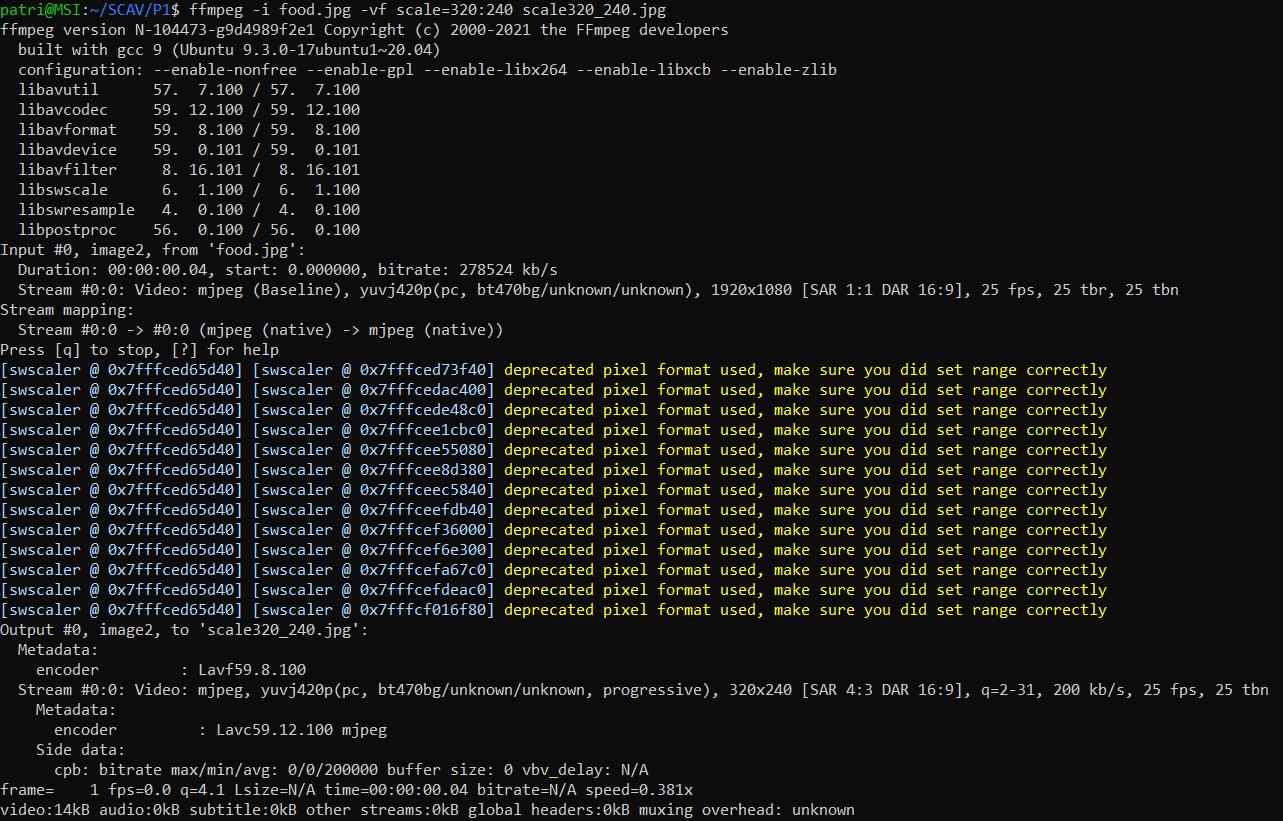 patri@MSI:~/SCAV/P1$ ffmpeg -i food.jpg -vf scale=320:240 scale320_240.jpg
ffmpeg version N-104473-g9d4989f2e1 Copyright (c) 2000-2021 the FFmpeg developers
  built with gcc 9 (Ubuntu 9.3.0-17ubuntu1~20.04)
  configuration: --enable-nonfree --enable-gpl --enable-libx264 --enable-libxcb --enable-zlib
  libavutil      57.  7.100 / 57.  7.100
  libavcodec     59. 12.100 / 59. 12.100
  libavformat    59.  8.100 / 59.  8.100
  libavdevice    59.  0.101 / 59.  0.101
  libavfilter     8. 16.101 /  8. 16.101
  libswscale      6.  1.100 /  6.  1.100
  libswresample   4.  0.100 /  4.  0.100
  libpostproc    56.  0.100 / 56.  0.100
Input #0, image2, from 'food.jpg':
  Duration: 00:00:00.04, start: 0.000000, bitrate: 278524 kb/s
  Stream #0:0: Video: mjpeg (Baseline), yuvj420p(pc, bt470bg/unknown/unknown), 1920x1080 [SAR 1:1 DAR 16:9], 25 fps, 25 tbr, 25 tbn
Stream mapping:
  Stream #0:0 -> #0:0 (mjpeg (native) -> mjpeg (native))
Press [q] to stop, [?] for help
[swscaler @ 0x7fffced65d40] [swscaler @ 0x7fffced73f40] deprecated pixel format used, make sure you did set range correctly
[swscaler @ 0x7fffced65d40] [swscaler @ 0x7fffcedac400] deprecated pixel format used, make sure you did set range correctly
[swscaler @ 0x7fffced65d40] [swscaler @ 0x7fffcede48c0] deprecated pixel format used, make sure you did set range correctly
[swscaler @ 0x7fffced65d40] [swscaler @ 0x7fffcee1cbc0] deprecated pixel format used, make sure you did set range correctly
[swscaler @ 0x7fffced65d40] [swscaler @ 0x7fffcee55080] deprecated pixel format used, make sure you did set range correctly
[swscaler @ 0x7fffced65d40] [swscaler @ 0x7fffcee8d380] deprecated pixel format used, make sure you did set range correctly
[swscaler @ 0x7fffced65d40] [swscaler @ 0x7fffceec5840] deprecated pixel format used, make sure you did set range correctly
[swscaler @ 0x7fffced65d40] [swscaler @ 0x7fffceefdb40] deprecated pixel format used, make sure you did set range correctly
[swscaler @ 0x7fffced65d40] [swscaler @ 0x7fffcef36000] deprecated pixel format used, make sure you did set range correctly
[swscaler @ 0x7fffced65d40] [swscaler @ 0x7fffcef6e300] deprecated pixel format used, make sure you did set range correctly
[swscaler @ 0x7fffced65d40] [swscaler @ 0x7fffcefa67c0] deprecated pixel format used, make sure you did set range correctly
[swscaler @ 0x7fffced65d40] [swscaler @ 0x7fffcefdeac0] deprecated pixel format used, make sure you did set range correctly
[swscaler @ 0x7fffced65d40] [swscaler @ 0x7fffcf016f80] deprecated pixel format used, make sure you did set range correctly
Output #0, image2, to 'scale320_240.jpg':
  Metadata:
    encoder         : Lavf59.8.100
  Stream #0:0: Video: mjpeg, yuvj420p(pc, bt470bg/unknown/unknown, progressive), 320x240 [SAR 4:3 DAR 16:9], q=2-31, 200 kb/s, 25 fps, 25 tbn
    Metadata:
      encoder         : Lavc59.12.100 mjpeg
    Side data:
      cpb: bitrate max/min/avg: 0/0/200000 buffer size: 0 vbv_delay: N/A
frame=    1 fps=0.0 q=4.1 Lsize=N/A time=00:00:00.04 bitrate=N/A speed=0.381x
video:14kB audio:0kB subtitle:0kB other streams:0kB global headers:0kB muxing overhead: unknown